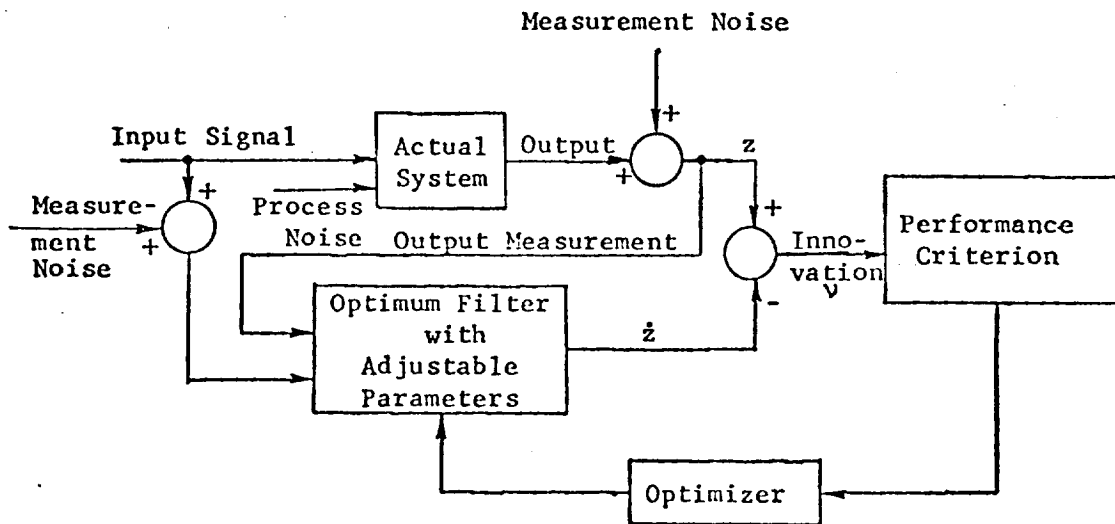 Measurement Noise
+
Input Signal
Actual
System
Output
+
z
+
Measure-
ment
Noise
+
Process
Noise
Output Measurement
+
Inno-
vation
ν
-
Performance
Criterion
Optimum Filter
with
Adjustable
Parameters
ż
Optimizer